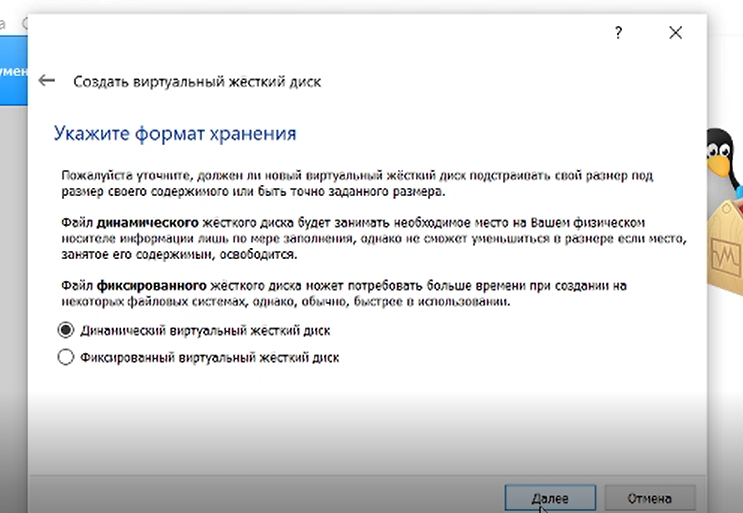 ?
Создать виртуальный жёсткий диск
Укажите формат хранения
Пожалуйста уточните, должен ли новый виртуальный жёсткий диск подстраивать свой размер под
размер своего содержимого или быть точно заданного размера.
Файл динамического жёсткого диска будет занимать необходимое место на Вашем физическом
носителе информации лишь по мере заполнения, однако не сможет уменьшиться в размере если место,
занятое его содержимым, освободится.
Файл фиксированного жёсткого диска может потребовать больше времени при создании на
некоторых файловых системах, однако, обычно, быстрее в использовании.
Динамический виртуальный жёсткий диск
Фиксированный виртуальный жёсткий диск
Далее
Отмена